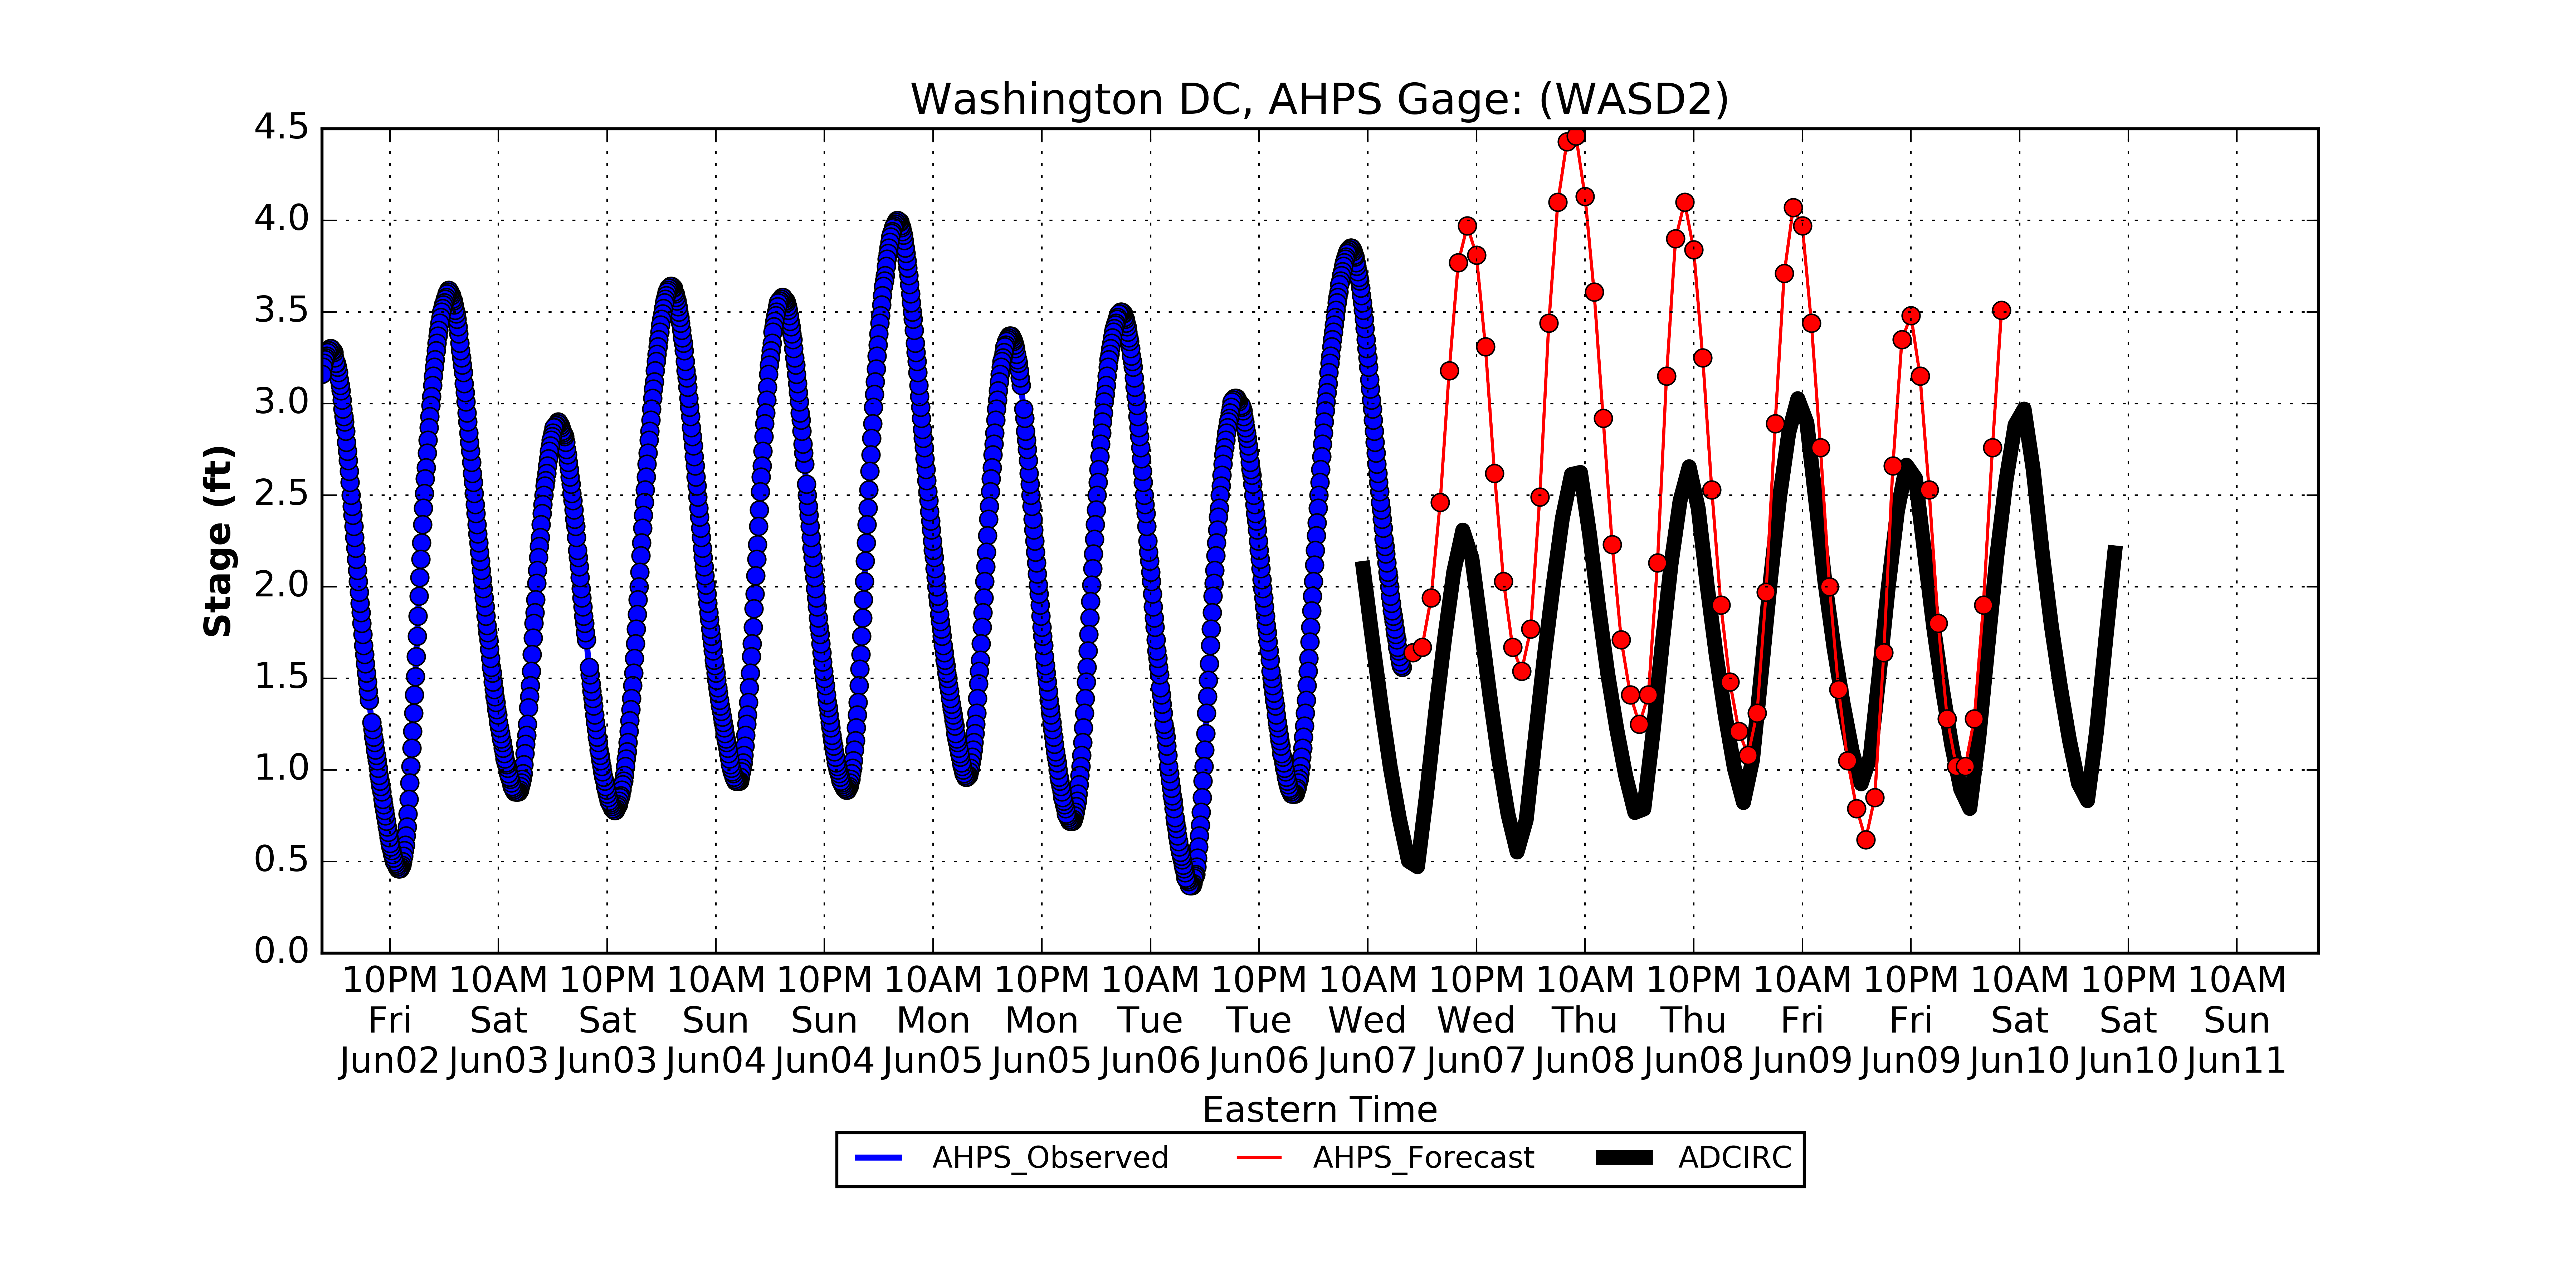 Washington DC, AHPS Gage: (WASD2)
4.5
4.0
3.5
3.0
2.5
2.0
1.5
1.0
0.5
0.0
Stage (ft)
10PM 10AM 10PM 10AM 10PM 10AM 10PM 10AM 10PM 10AM 10PM 10AM 10PM 10AM 10PM 10AM 10PM 10AM
Fri Sat Sat Sun Sun Mon Mon Tue Tue Wed Wed Thu Thu Fri Fri Sat Sat Sun
Jun02 Jun03 Jun03 Jun04 Jun04 Jun05 Jun05 Jun06 Jun06 Jun07 Jun07 Jun08 Jun08 Jun09 Jun09 Jun10 Jun10 Jun11
Eastern Time
AHPS_Observed AHPS_Forecast ADCIRC